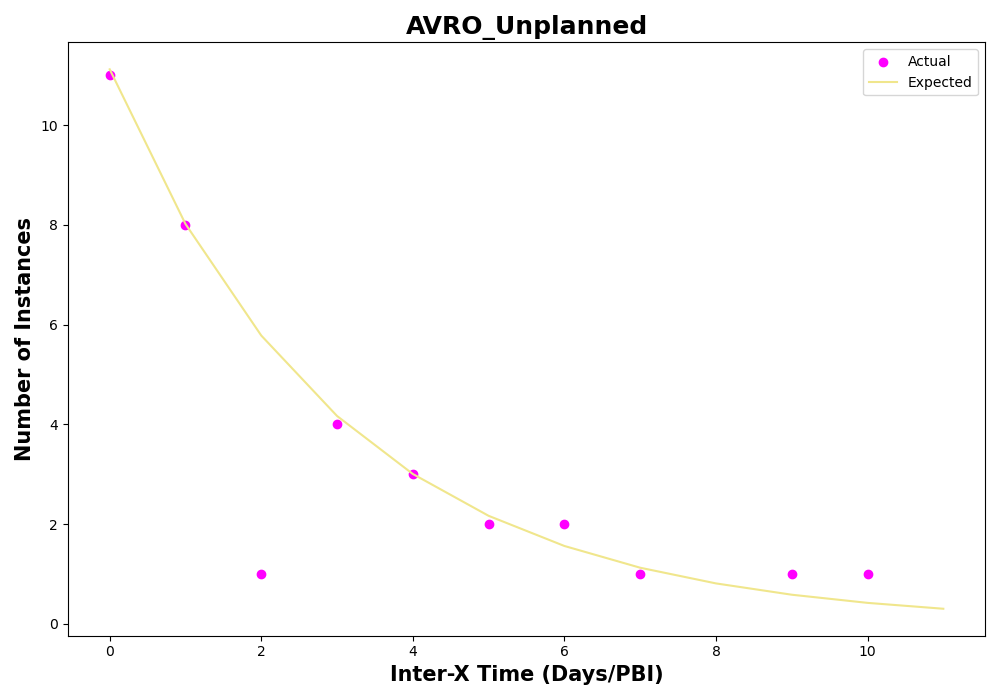 AVRO_Unplanned
Actual
Expected
Number of Instances
10
8
6
4
2
0
0
2
4
6
8
10
Inter-X Time (Days/PBI)